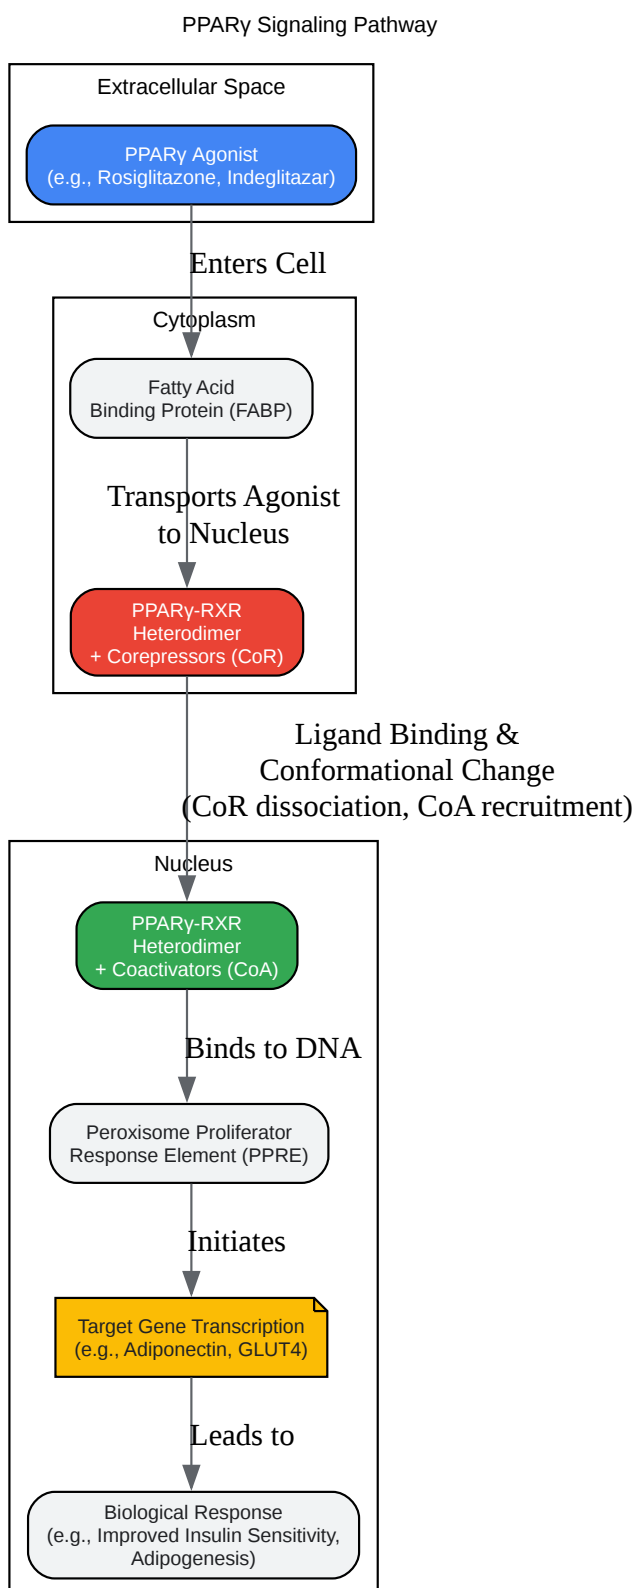 PPARγ Signaling Pathway
Extracellular Space
PPARγ Agonist
(e.g., Rosiglitazone, Indeglitazar)
Enters Cell
Cytoplasm
Fatty Acid
Binding Protein (FABP)
Transports Agonist
to Nucleus
PPARγ-RXR
Heterodimer
+ Corepressors (CoR)
Ligand Binding &
Conformational Change
(CoR dissociation, CoA recruitment)
Nucleus
PPARγ-RXR
Heterodimer
+ Coactivators (CoA)
Binds to DNA
Peroxisome Proliferator
Response Element (PPRE)
Initiates
Target Gene Transcription
(e.g., Adiponectin, GLUT4)
Leads to
Biological Response
(e.g., Improved Insulin Sensitivity,
Adipogenesis)